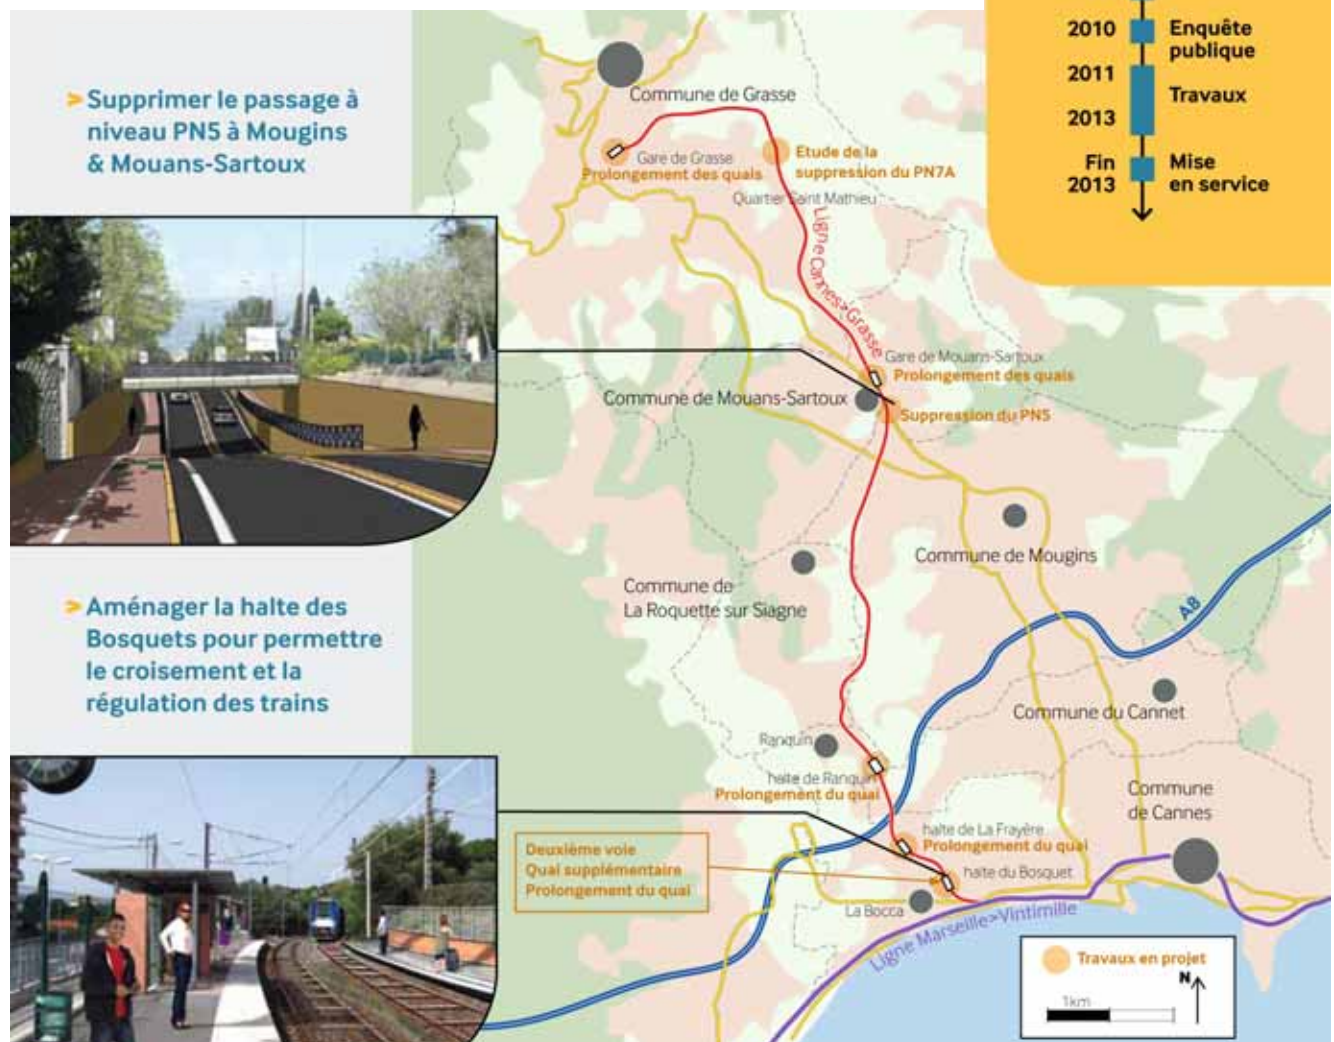 > Supprimer le passage à
niveau PN5 à Mougins
& Mouans-Sartoux
> Aménager la halte des
Bosquets pour permettre
le croisement et la
régulation des trains
2010
Enquête
publique
2011
Travaux
2013
Fin
2013
Mise
en service
Commune de Grasse
Gare de Grasse
Prolongement des quais
Etude de la
suppression du PN7A
Quartier Saint Mathieu
Ligne Cannes>Grasse
Gare de Mouans-Sartoux
Prolongement des quais
Commune de Mouans-Sartoux
Suppression du PN5
Commune de Mougins
Commune de
La Roquette sur Siagne
A8
Commune du Cannet
Ranquin
halte de Ranquin
Prolongement du quai
Commune
de Cannes
halte de La Frayère
Prolongement du quai
Deuxième voie
Quai supplémentaire
Prolongement du quai
halte du Bosquet
La Bocca
Ligne Marseille>Vintimille
Travaux en projet
1km
N